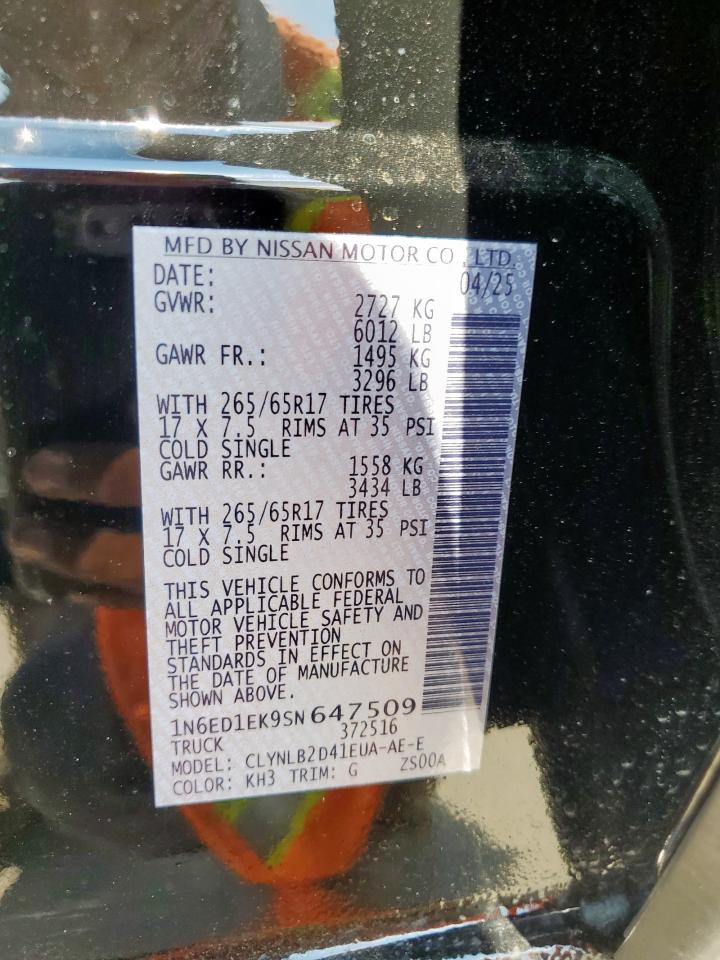 MFD BY NISSAN MOTOR CO., LTD.
DATE: 04/25
GVWR: 2727 KG
6012 LB
GAWR FR.: 1495 KG
3296 LB
WITH 265/65R17 TIRES
17 X 7.5 RIMS AT 35 PSI
COLD SINGLE
GAWR RR.: 1558 KG
3434 LB
WITH 265/65R17 TIRES
17 X 7.5 RIMS AT 35 PSI
COLD SINGLE
THIS VEHICLE CONFORMS TO
ALL APPLICABLE FEDERAL
MOTOR VEHICLE SAFETY AND
THEFT PREVENTION
STANDARDS IN EFFECT ON
THE DATE OF MANUFACTURE
SHOWN ABOVE.
1N6ED1EK9SN647509
372516
TRUCK
MODEL: CLYNLB2D41EUA-AE-E
COLOR: KH3 TRIM: G ZS00A